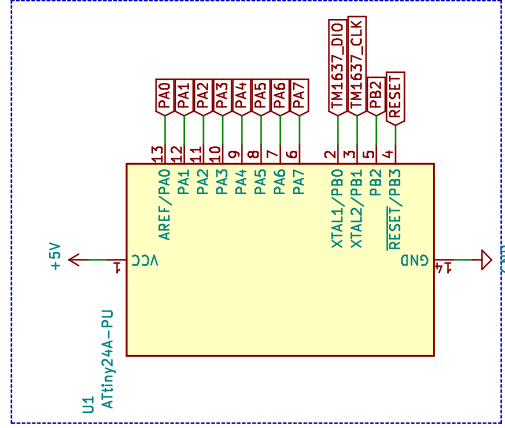 PA0
PA1
PA2
PA3
PA4
PA5
PA6
PA7
TM1637_DIO
TM1637_CLK
PB2
RESET
13
12
11
10
9
8
7
6
2
3
5
4
AREF/PA0
PA1
PA2
PA3
PA4
PA5
PA6
PA7
XTAL1/PB0
XTAL2/PB1
PB2
RESET/PB3
+5V
1
VCC
GND
14
U1
ATtiny24A-PU